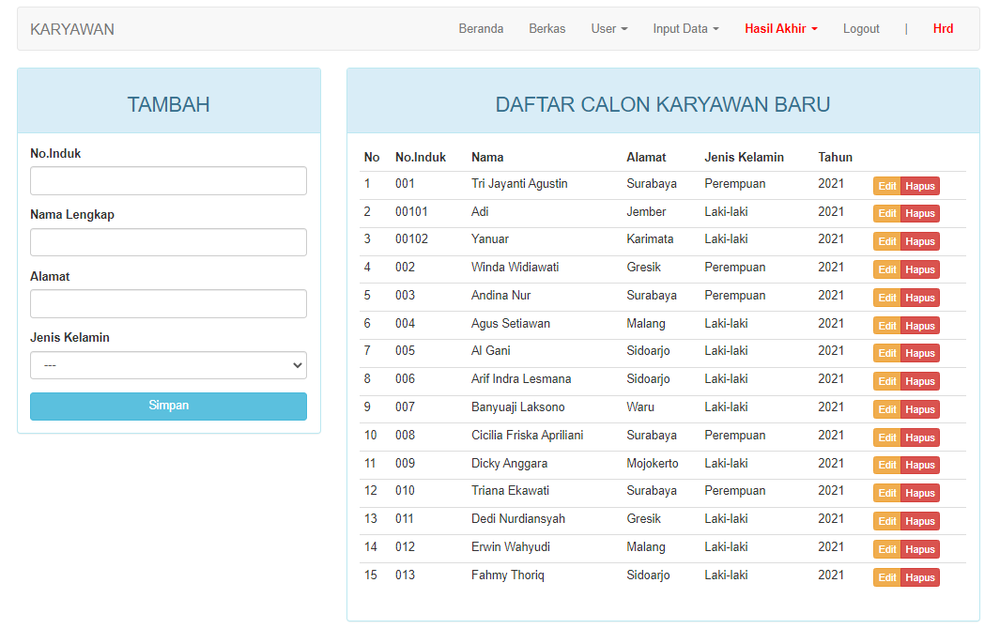 KARYAWAN Beranda Berkas User Input Data Hasil Akhir Logout | Hrd
TAMBAH
No.Induk
Nama Lengkap
Alamat
Jenis Kelamin
---
Simpan
DAFTAR CALON KARYAWAN BARU
No No.Induk Nama Alamat Jenis Kelamin Tahun
1 001 Tri Jayanti Agustin Surabaya Perempuan 2021 Edit Hapus
2 00101 Adi Jember Laki-laki 2021 Edit Hapus
3 00102 Yanuar Karimata Laki-laki 2021 Edit Hapus
4 002 Winda Widiawati Gresik Perempuan 2021 Edit Hapus
5 003 Andina Nur Surabaya Perempuan 2021 Edit Hapus
6 004 Agus Setiawan Malang Laki-laki 2021 Edit Hapus
7 005 Al Gani Sidoarjo Laki-laki 2021 Edit Hapus
8 006 Arif Indra Lesmana Sidoarjo Laki-laki 2021 Edit Hapus
9 007 Banyuaji Laksono Waru Laki-laki 2021 Edit Hapus
10 008 Cicilia Friska Apriliani Surabaya Perempuan 2021 Edit Hapus
11 009 Dicky Anggara Mojokerto Laki-laki 2021 Edit Hapus
12 010 Triana Ekawati Surabaya Perempuan 2021 Edit Hapus
13 011 Dedi Nurdiansyah Gresik Laki-laki 2021 Edit Hapus
14 012 Erwin Wahyudi Malang Laki-laki 2021 Edit Hapus
15 013 Fahmy Thoriq Sidoarjo Laki-laki 2021 Edit Hapus